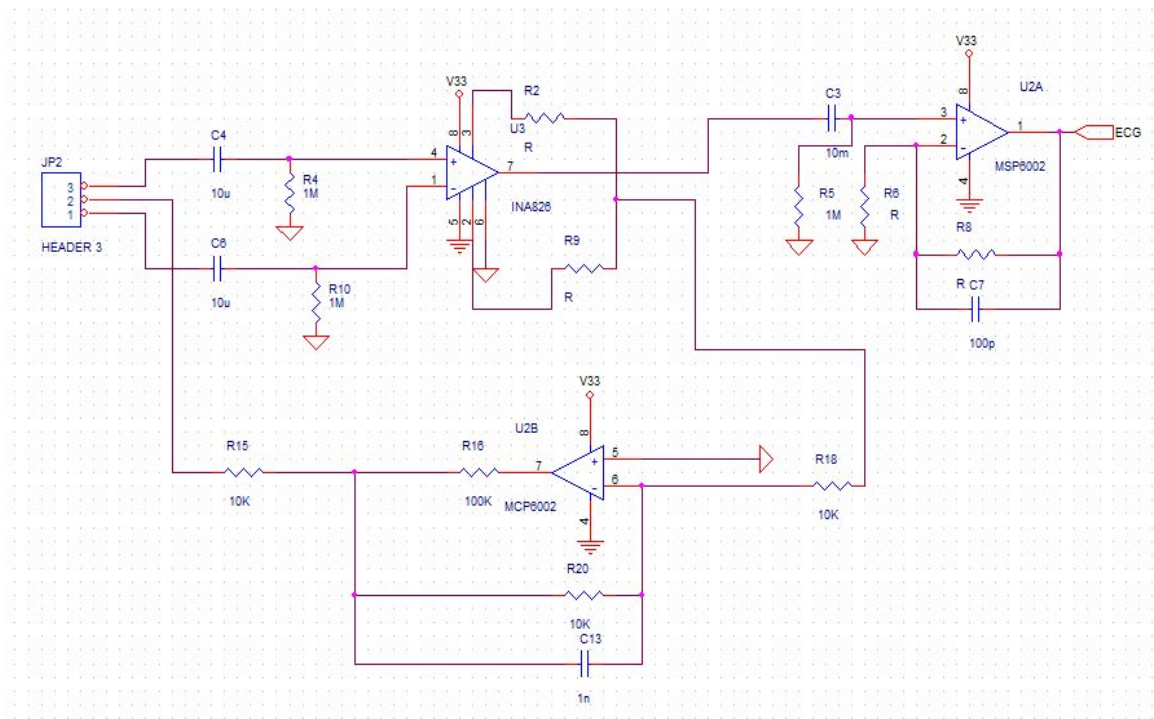 V33
U2A
8
C3
3
+
1
ECG
2
-
10m
MSP6002
4
R5
1M
R6
R
R8
R
C7
100p
V33
R2
U3
R
8
3
C4
4
+
7
1
-
10u
R4
1M
INA826
5
2
6
JP2
3
2
1
HEADER 3
C6
10u
R10
1M
R9
R
V33
U2B
8
R15
10K
R16
100K
7
+
5
-
6
MCP6002
4
R18
10K
R20
10K
C13
1n